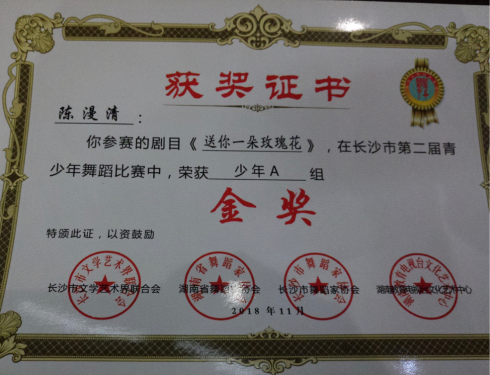 获奖证书
陈漫清：
你参赛的剧目《送你一朵玫瑰花》，在长沙市第二届青
少年舞蹈比赛中，荣获 少年A 组
金奖
特颁此证，以资鼓励
长沙市文学艺术界联合会 湖南省舞蹈家协会 长沙市舞蹈家协会
2018 年 11月